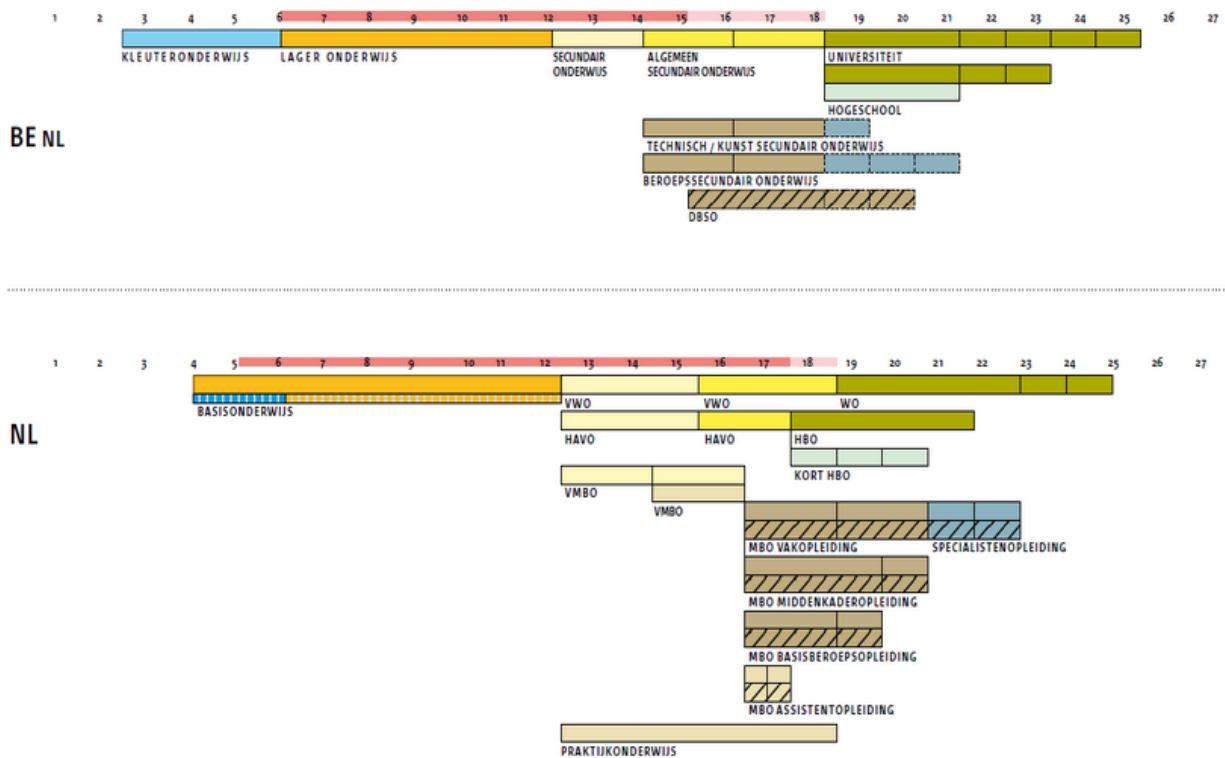 1 2 3 4 5 6 7 8 9 10 11 12 13 14 15 16 17 18 19 20 21 22 23 24 25 26 27
KLEUTERONDERWIJS LAGER ONDERWIJS SECUNDAIR ALGEMEEN UNIVERSITEIT
ONDERWIJS SECUNDAIR ONDERWIJS
HOGESCHOOL
BE NL
TECHNISCH / KUNST SECUNDAIR ONDERWIJS
BEROEPSSECUNDAIR ONDERWIJS
DBSO
1 2 3 4 5 6 7 8 9 10 11 12 13 14 15 16 17 18 19 20 21 22 23 24 25 26 27
BASISONDERWIJS VWO VWO WO
NL
HAVO HAVO HBO
KORT HBO
VMBO
VMBO
MBO VAKOPLEIDING SPECIALISTENOPLEIDING
MBO MIDDENKADEROPLEIDING
MBO BASISBEROEPSOPLEIDING
MBO ASSISTENTOPLEIDING
PRAKTIJKONDERWIJS